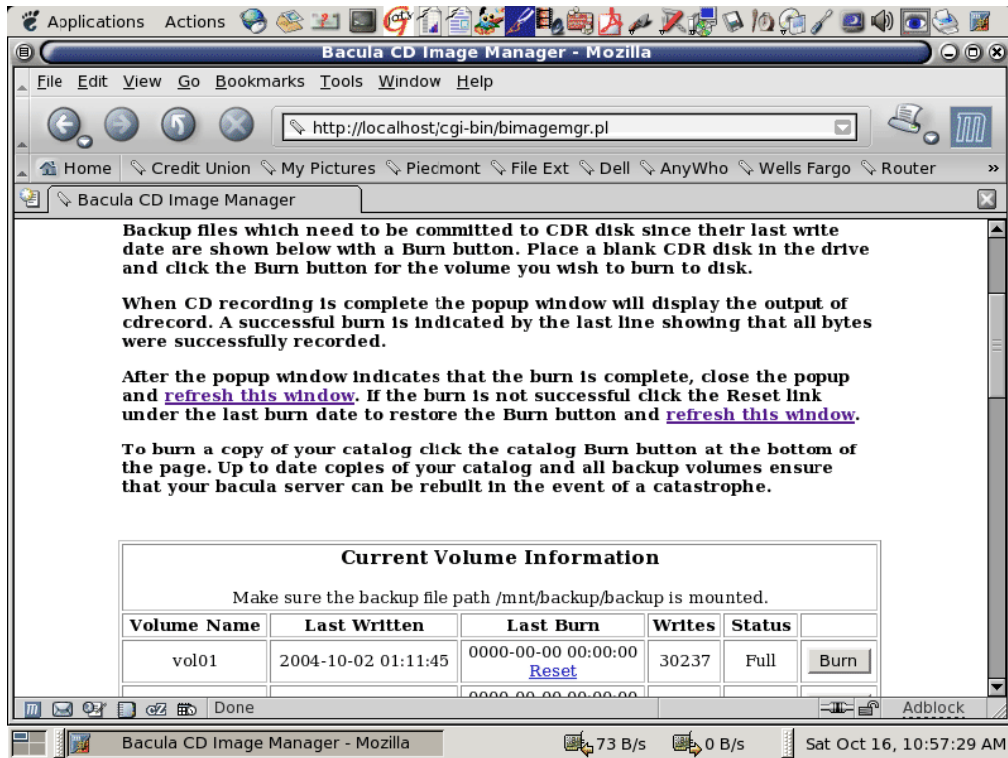 Applications Actions
Bacula CD Image Manager - Mozilla
File Edit View Go Bookmarks Tools Window Help
http://localhost/cgi-bin/bimagemgr.pl
Home Credit Union My Pictures Piedmont File Ext Dell AnyWho Wells Fargo Router »
Bacula CD Image Manager
Backup files which need to be committed to CDR disk since their last write
date are shown below with a Burn button. Place a blank CDR disk in the drive
and click the Burn button for the volume you wish to burn to disk.
When CD recording is complete the popup window will display the output of
cdrecord. A successful burn is indicated by the last line showing that all bytes
were successfully recorded.
After the popup window indicates that the burn is complete, close the popup
and refresh this window. If the burn is not successful click the Reset link
under the last burn date to restore the Burn button and refresh this window.
To burn a copy of your catalog click the catalog Burn button at the bottom of
the page. Up to date copies of your catalog and all backup volumes ensure
that your bacula server can be rebuilt in the event of a catastrophe.
Current Volume Information
Make sure the backup file path /mnt/backup/backup is mounted.
Volume Name Last Written Last Burn Writes Status
vol01 2004-10-02 01:11:45 0000-00-00 00:00:00 30237 Full Burn
Reset
0000-00-00 00:00:00
Done Adblock
Bacula CD Image Manager - Mozilla 73 B/s 0 B/s Sat Oct 16, 10:57:29 AM